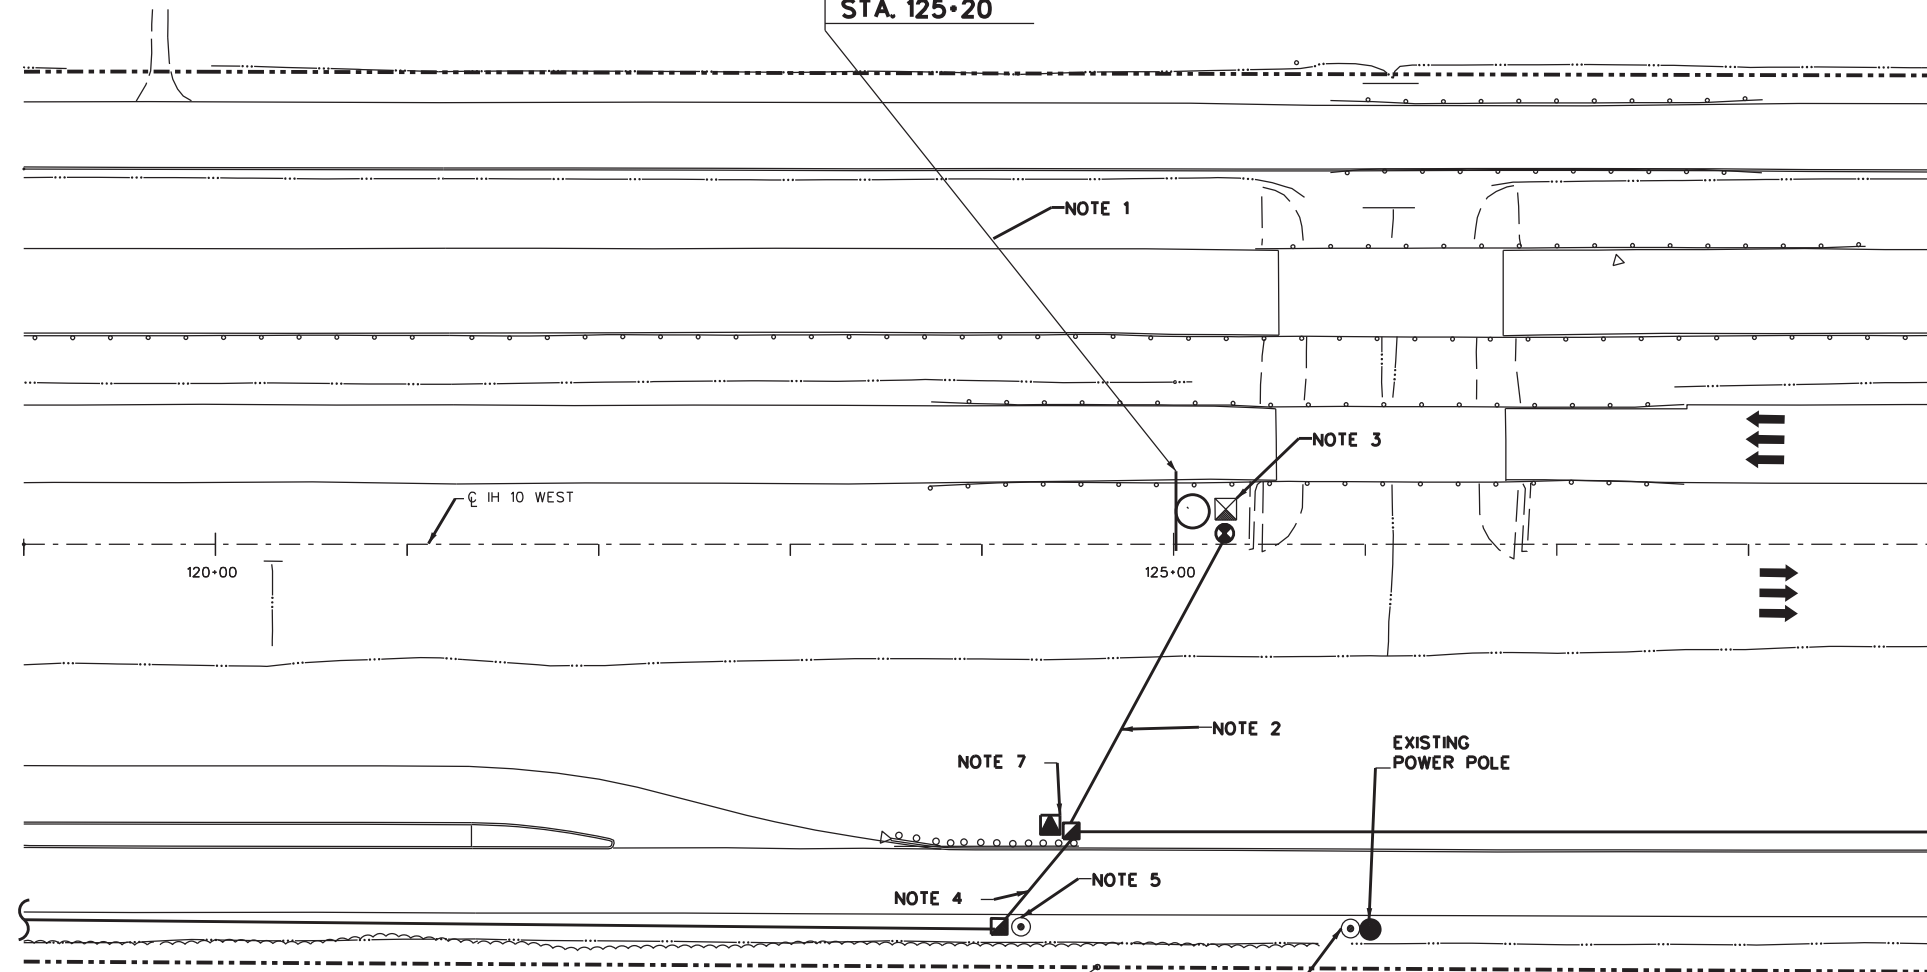 STA. 125+20
NOTE 1
NOTE 3
℄ IH 10 WEST
120+00
125+00
NOTE 2
EXISTING
POWER POLE
NOTE 7
NOTE 5
NOTE 4